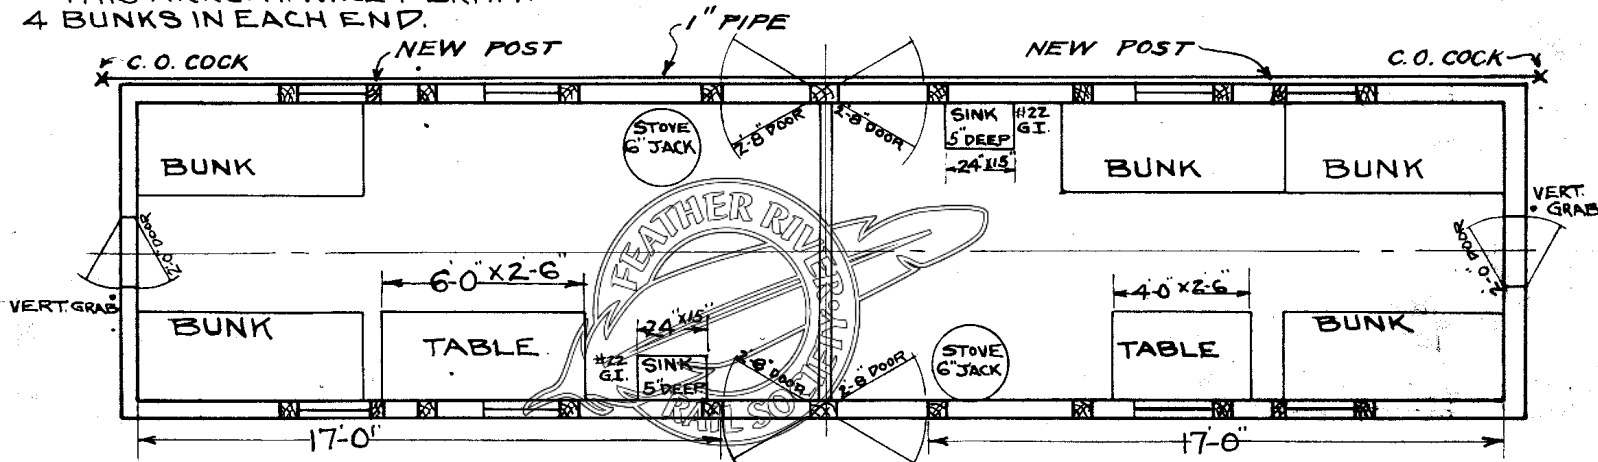 4 BUNKS IN EACH END.
1" PIPE
C.O. COCK
NEW POST
NEW POST
C.O. COCK
STOVE
6" JACK
2'-8" DOOR
2'-8" DOOR
SINK
5" DEEP
#22
G.I.
24"X15"
BUNK
BUNK
BUNK
VERT.
GRAB
2'-0" DOOR
2'-0" DOOR
FEATHER RIVER
RAIL SOCIETY
6'-0" X 2'-6"
4'-0" X 2'-6"
VERT. GRAB
BUNK
TABLE
24"X15"
#22
G.I.
SINK
5" DEEP
2'-8" DOOR
2'-8" DOOR
STOVE
6" JACK
TABLE
BUNK
17'-0"
17'-0"